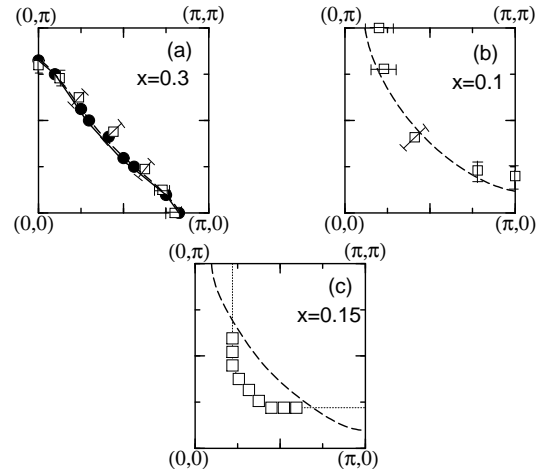 (0,π) (π,π) (0,π) (π,π)
(a) (b)
x=0.3 x=0.1
(0,0) (π,0) (0,0) (π,0)
(0,π) (π,π)
(c)
x=0.15
(0,0) (π,0)